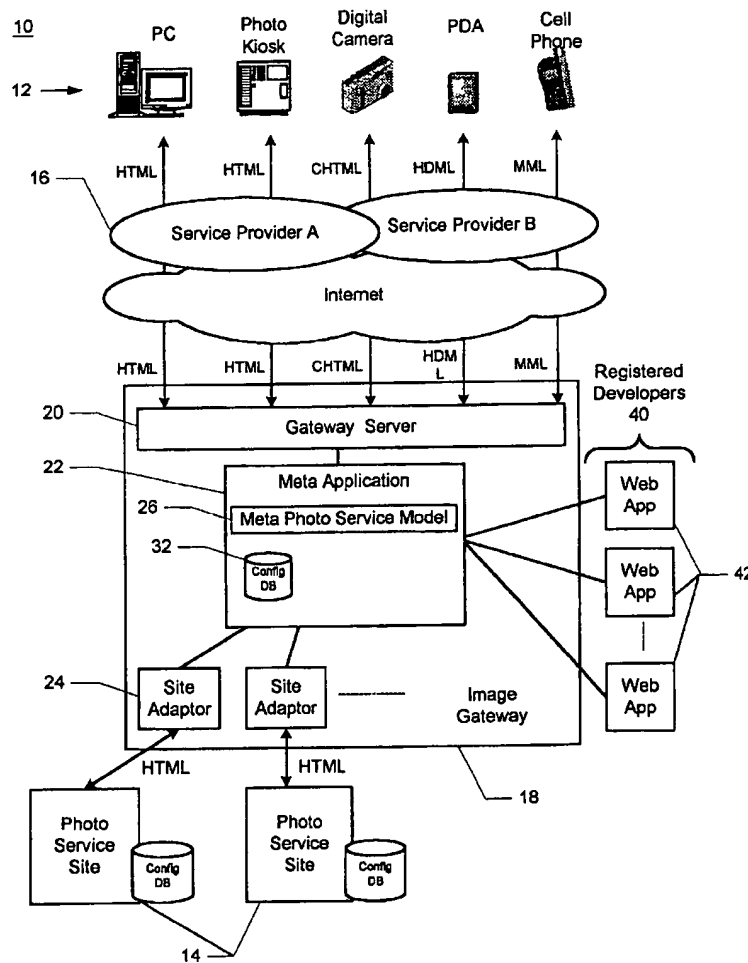 10
PC
Photo
Kiosk
Digital
Camera
PDA
Cell
Phone
12
HTML
HTML
CHTML
HDML
MML
16
Service Provider A
Service Provider B
Internet
HTML
HTML
CHTML
HDM
L
MML
Registered
Developers
40
20
Gateway Server
22
Meta Application
26
Meta Photo Service Model
32
Config
DB
Web
App
Web
App
42
Web
App
24
Site
Adaptor
Site
Adaptor
Image
Gateway
HTML
HTML
18
Photo
Service
Site
Config
DB
Photo
Service
Site
Config
DB
14